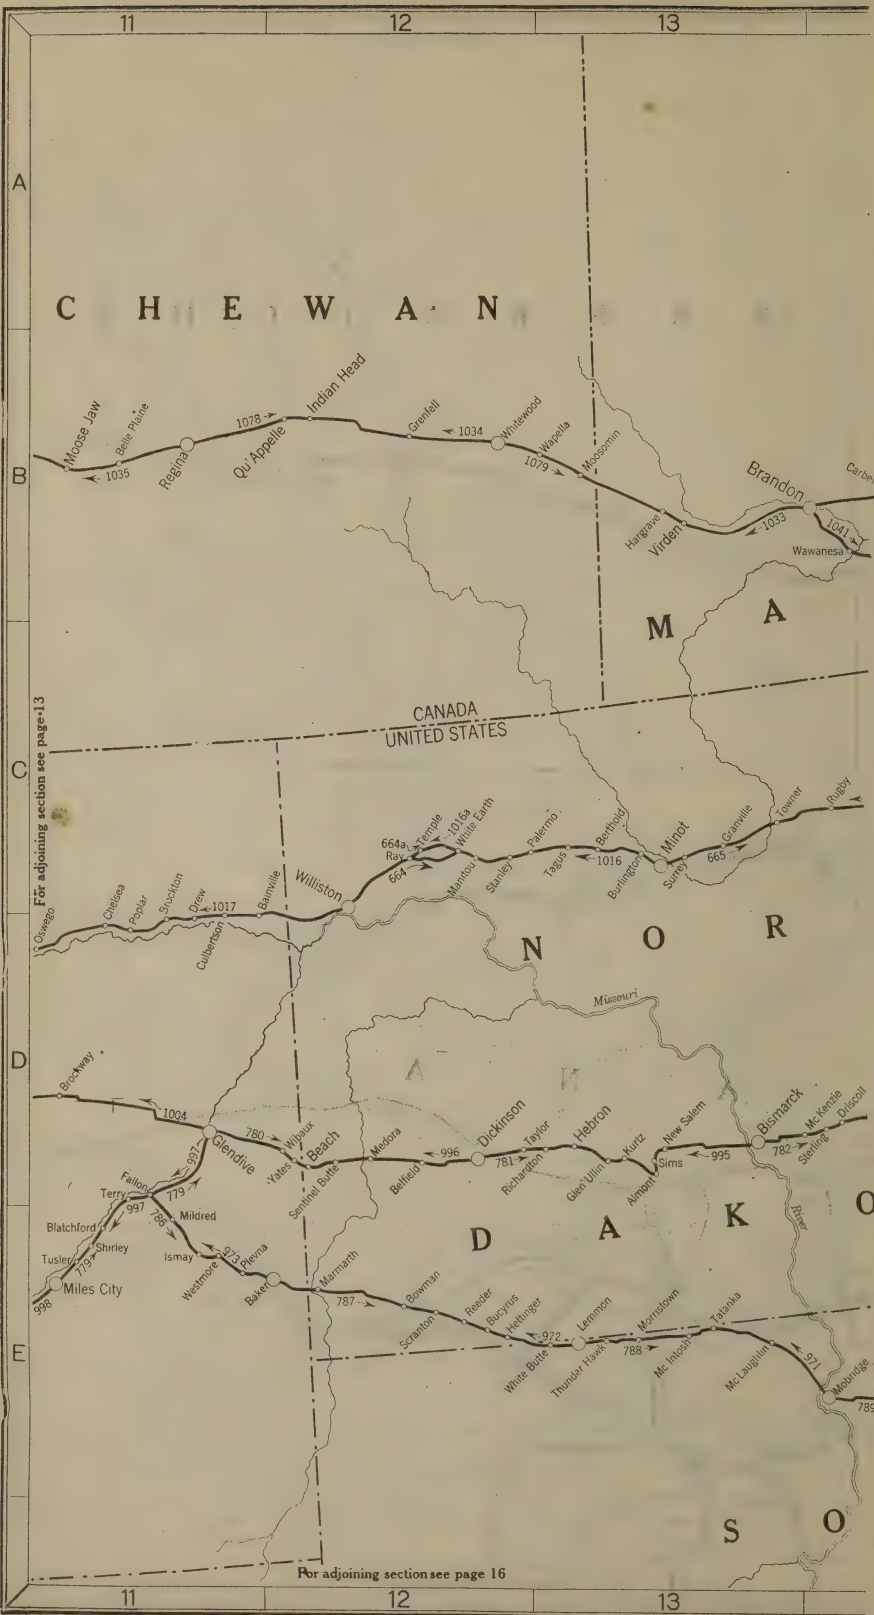 11 12 13
A
C H E W A N
Moose Jaw
Belle Plaine
1035
Regina
1078
Qu'Appelle
Indian Head
Grenfell
1034
Whitewood
Wapella
1079
Moosomin
B
Hargrave
Virden
1033
Brandon
1041
Wawanesa
M A
CANADA
UNITED STATES
For adjoining section see page 13
C
Oswego
Chelsea
Poplar
Brockton
Drew
1017
Culbertson
Bainville
Williston
664a
Temple
1016a
White Earth
Ray
664
Manitou
Stanley
Palermo
Tagus
Berthold
1016
Burlington
Minot
Surrey
665
Granville
Towner
Rugby
N O R
Missouri
D
Brockway
1004
Glendive
780
Wibaux
Yates
Beach
Sentinel Butte
Medora
Belfield
996
Dickinson
781
Taylor
Richardton
Hebron
Glen Ullin
Kurtz
Almont
Sims
New Salem
995
Bismarck
782
Mc Kenzie
Sterling
Driscoll
997
779
Fallon
Terry
997
786
Mildred
Blatchford
Shirley
Tusler
779
Miles City
998
Ismay
Westmore
973
Plevna
Baker
Marmarth
787
Bowman
Scranton
Reeder
Bucyrus
Hettinger
972
White Butte
Lemmon
Thunder Hawk
788
Morristown
Mc Intosh
Tatanka
Mc Laughlin
971
Mobridge
789
D A K O
River
E
S O
For adjoining section see page 16
11 12 13